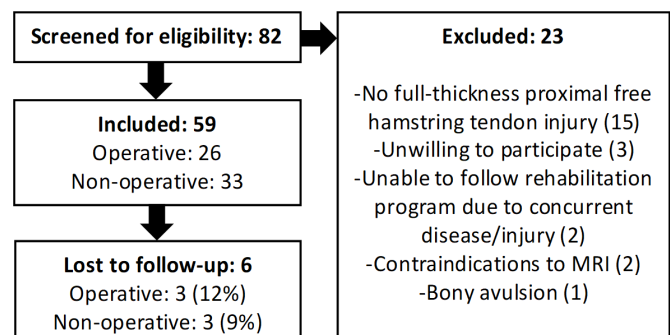 Screened for eligibility: 82
Excluded: 23
-No full-thickness proximal free
hamstring tendon injury (15)
-Unwilling to participate (3)
-Unable to follow rehabilitation
program due to concurrent
disease/injury (2)
-Contraindications to MRI (2)
-Bony avulsion (1)
Included: 59
Operative: 26
Non-operative: 33
Lost to follow-up: 6
Operative: 3 (12%)
Non-operative: 3 (9%)